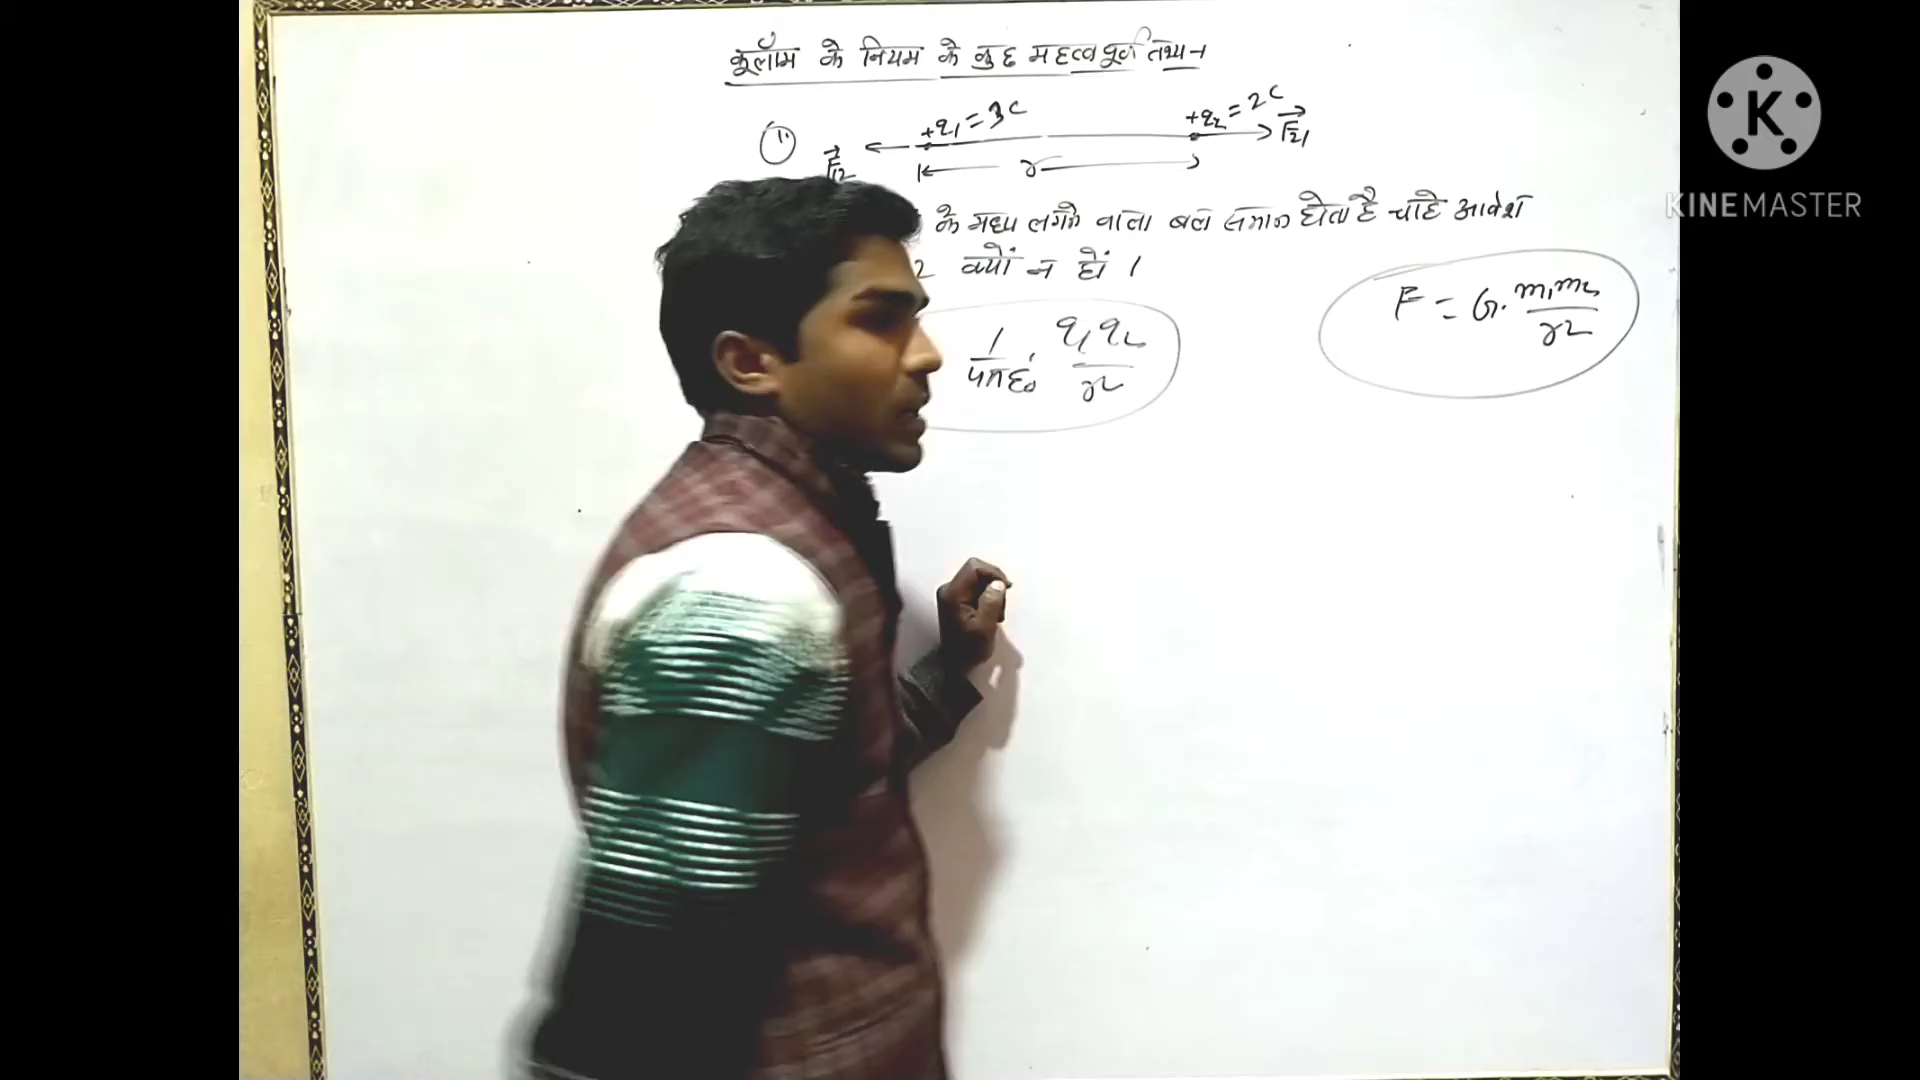 कूलॉम के नियम के कुछ महत्वपूर्ण तथ्य -
① +q₁ = 3C +q₂ = 2C
F₁₂ r F₂₁
के मध्य लगने वाला बल समान होता है चाहे आवेश
क्यों न हों ।
1/4πε₀ . q₁q₂/r²
F = G. m₁m₂/r²
K
KINEMASTER